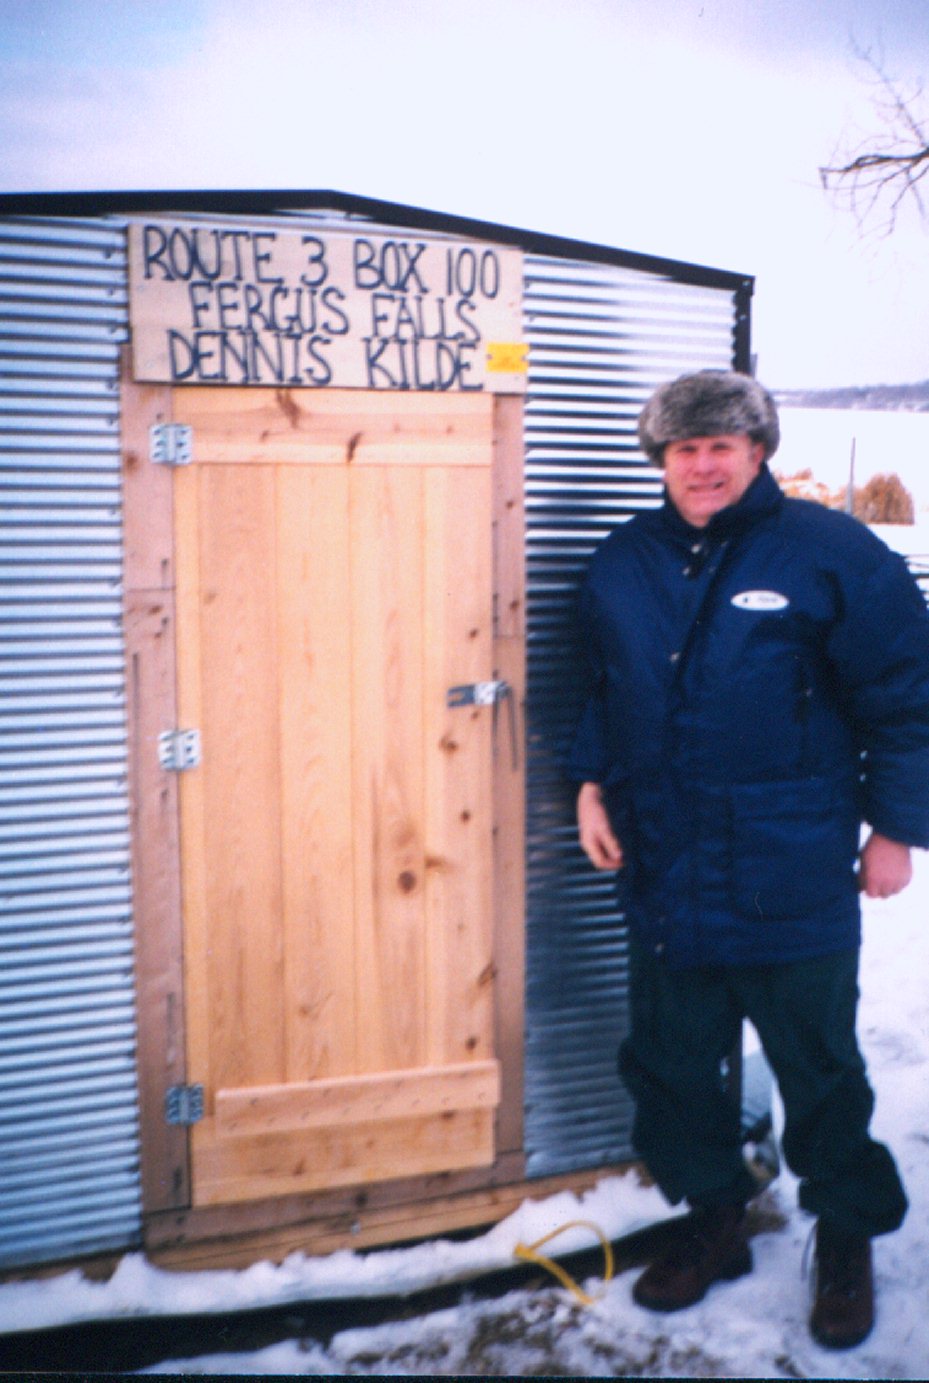 ROUTE 3 BOX 100
FERGUS FALLS
DENNIS KILDE